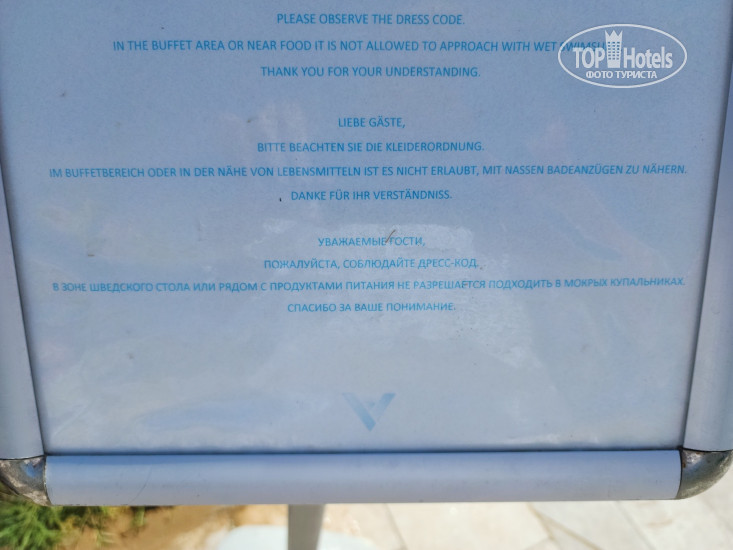 PLEASE OBSERVE THE DRESS CODE.
IN THE BUFFET AREA OR NEAR FOOD IT IS NOT ALLOWED TO APPROACH WITH WET
THANK YOU FOR YOUR UNDERSTANDING.
LIEBE GÄSTE,
BITTE BEACHTEN SIE DIE KLEIDERORDNUNG.
IM BUFFETBEREICH ODER IN DER NÄHE VON LEBENSMITTELN IST ES NICHT ERLAUBT, MIT NASSEN BADEANZÜGEN ZU NÄHERN.
DANKE FÜR IHR VERSTÄNDNISS.
УВАЖАЕМЫЕ ГОСТИ,
ПОЖАЛУЙСТА, СОБЛЮДАЙТЕ ДРЕСС-КОД.
В ЗОНЕ ШВЕДСКОГО СТОЛА ИЛИ РЯДОМ С ПРОДУКТАМИ ПИТАНИЯ НЕ РАЗРЕШАЕТСЯ ПОДХОДИТЬ В МОКРЫХ КУПАЛЬНИКАХ.
СПАСИБО ЗА ВАШЕ ПОНИМАНИЕ.
TOP Hotels
ФОТО ТУРИСТА